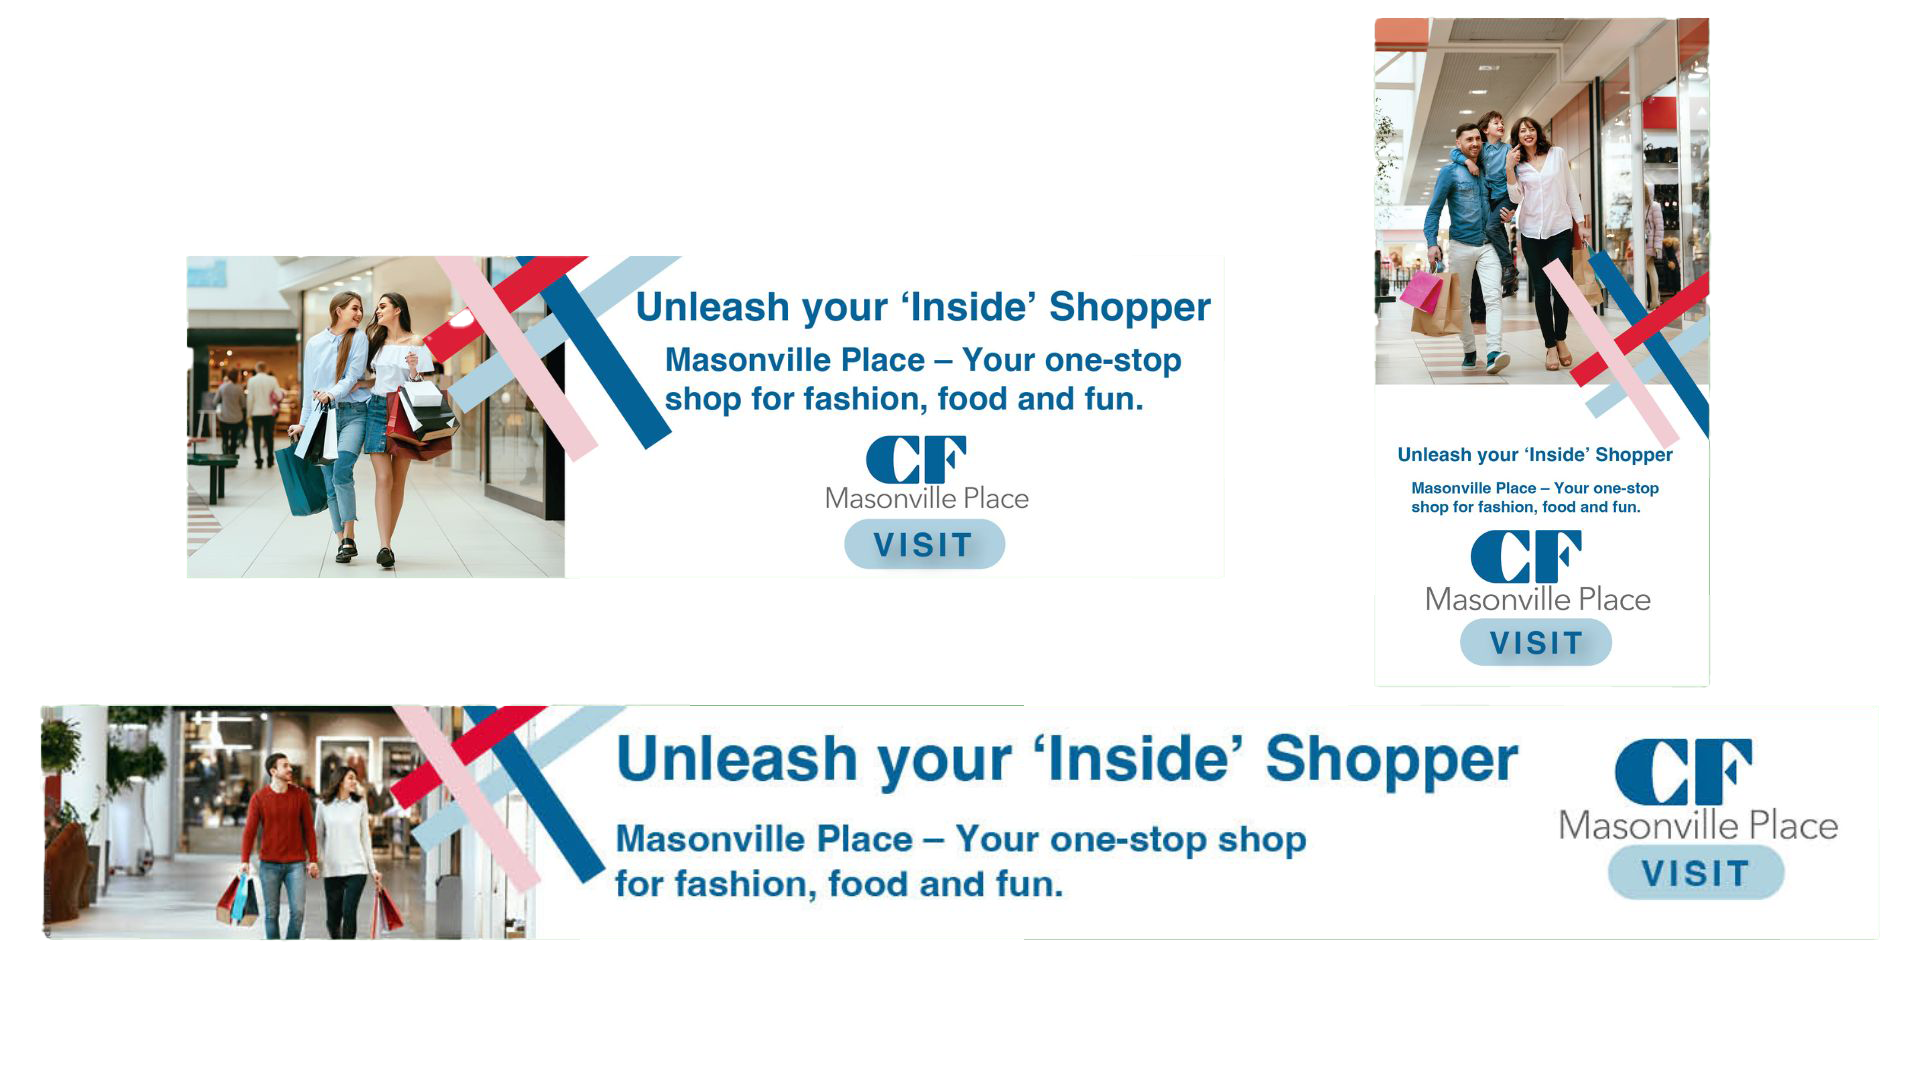 Unleash your ‘Inside’ Shopper
Masonville Place – Your one-stop
shop for fashion, food and fun.
CF
Masonville Place
VISIT
Unleash your ‘Inside’ Shopper
Masonville Place – Your one-stop
shop for fashion, food and fun.
CF
Masonville Place
VISIT
Unleash your ‘Inside’ Shopper
Masonville Place – Your one-stop shop
for fashion, food and fun.
CF
Masonville Place
VISIT